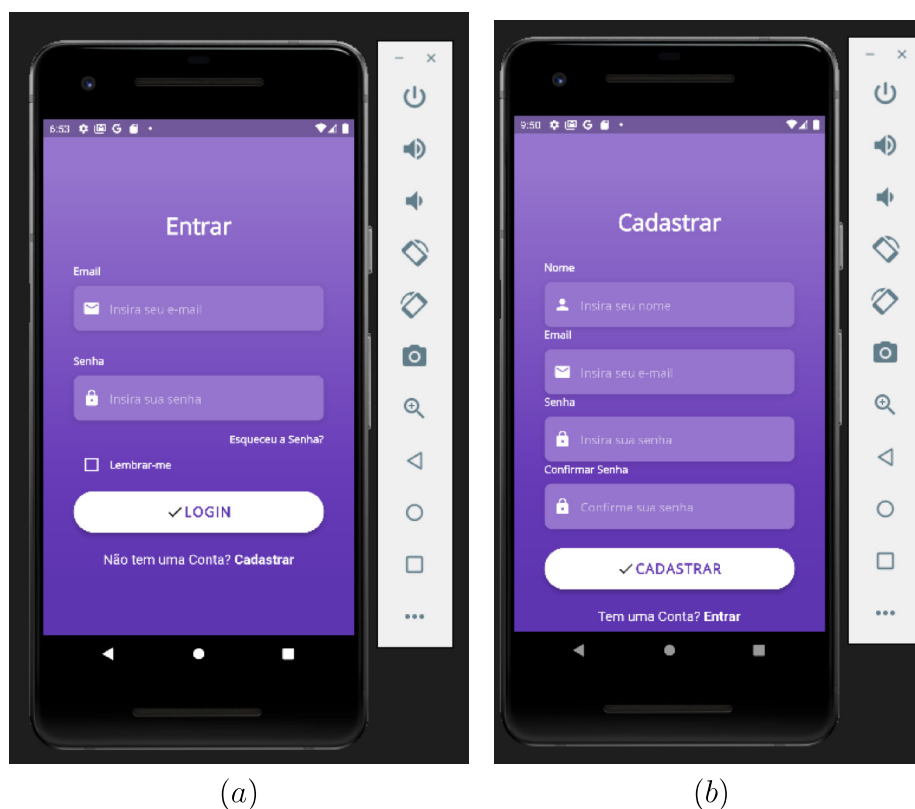 6:53
Entrar
Email
Insira seu e-mail
Senha
Insira sua senha
Esqueceu a Senha?
Lembrar-me
LOGIN
Não tem uma Conta? Cadastrar
(a)
9:50
Cadastrar
Nome
Insira seu nome
Email
Insira seu e-mail
Senha
Insira sua senha
Confirmar Senha
Confirme sua senha
CADASTRAR
Tem uma Conta? Entrar
(b)